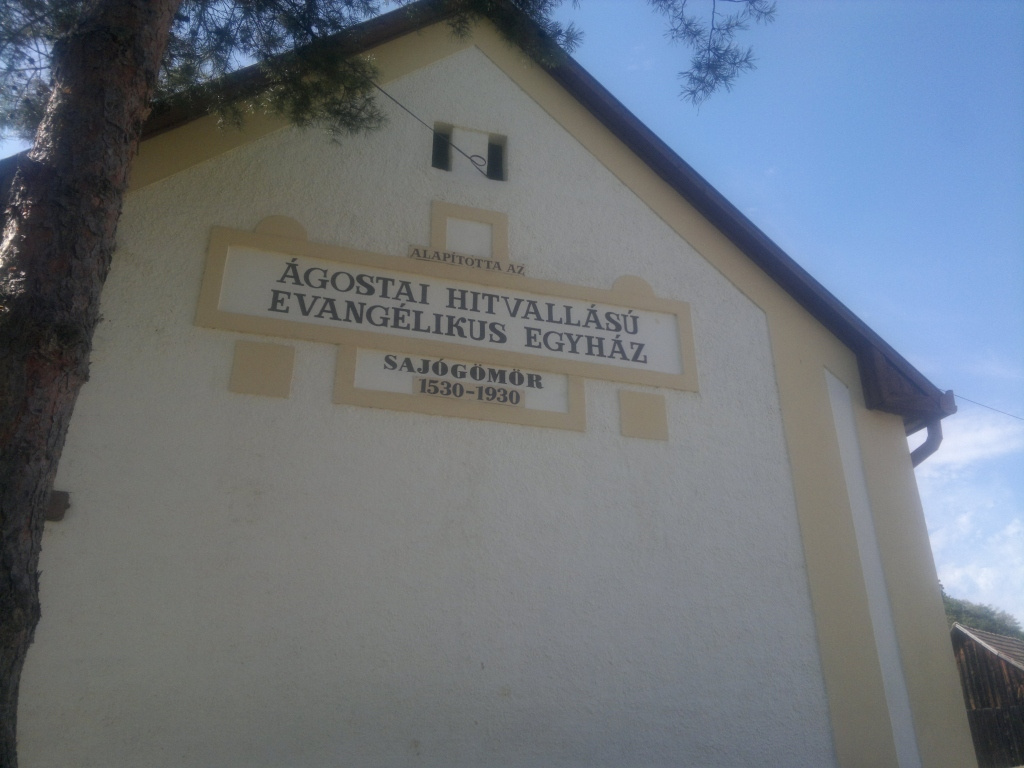 ALAPÍTOTTA AZ
ÁGOSTAI HITVALLÁSÚ
EVANGÉLIKUS EGYHÁZ
SAJÓGÖMÖR
1530-1930